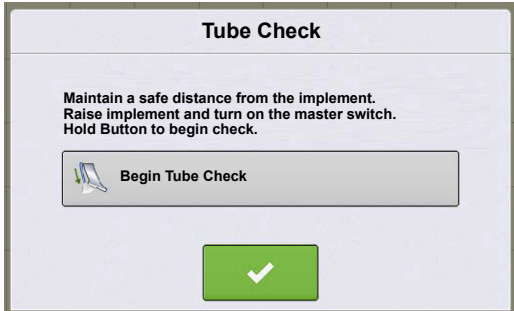 Tube Check
Maintain a safe distance from the implement.
Raise implement and turn on the master switch.
Hold Button to begin check.
Begin Tube Check